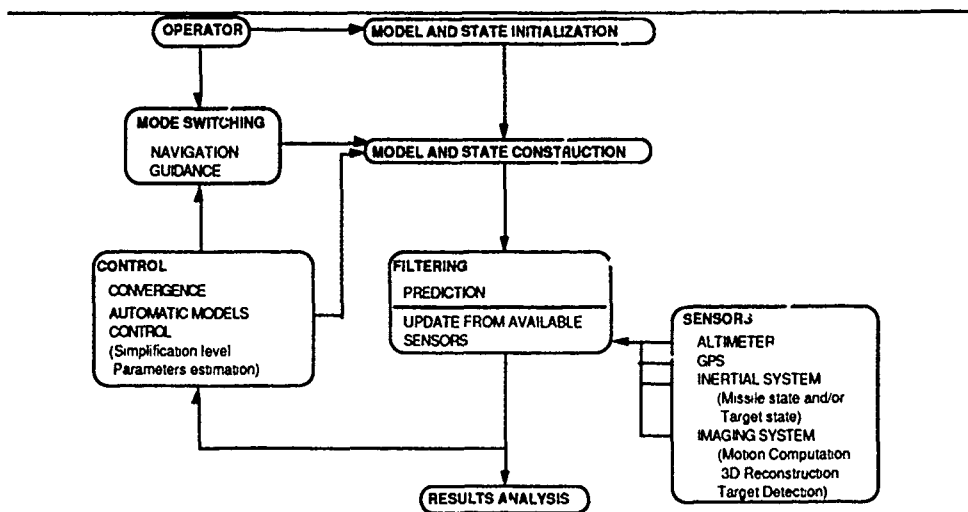 OPERATOR
MODEL AND STATE INITIALIZATION
MODE SWITCHING
NAVIGATION
GUIDANCE
MODEL AND STATE CONSTRUCTION
CONTROL
CONVERGENCE
AUTOMATIC MODELS
CONTROL
(Simplification level
Parameters estimation)
FILTERING
PREDICTION
UPDATE FROM AVAILABLE
SENSORS
SENSORS
ALTIMETER
GPS
INERTIAL SYSTEM
(Missile state and/or
Target state)
IMAGING SYSTEM
(Motion Computation
3D Reconstruction
Target Detection)
RESULTS ANALYSIS